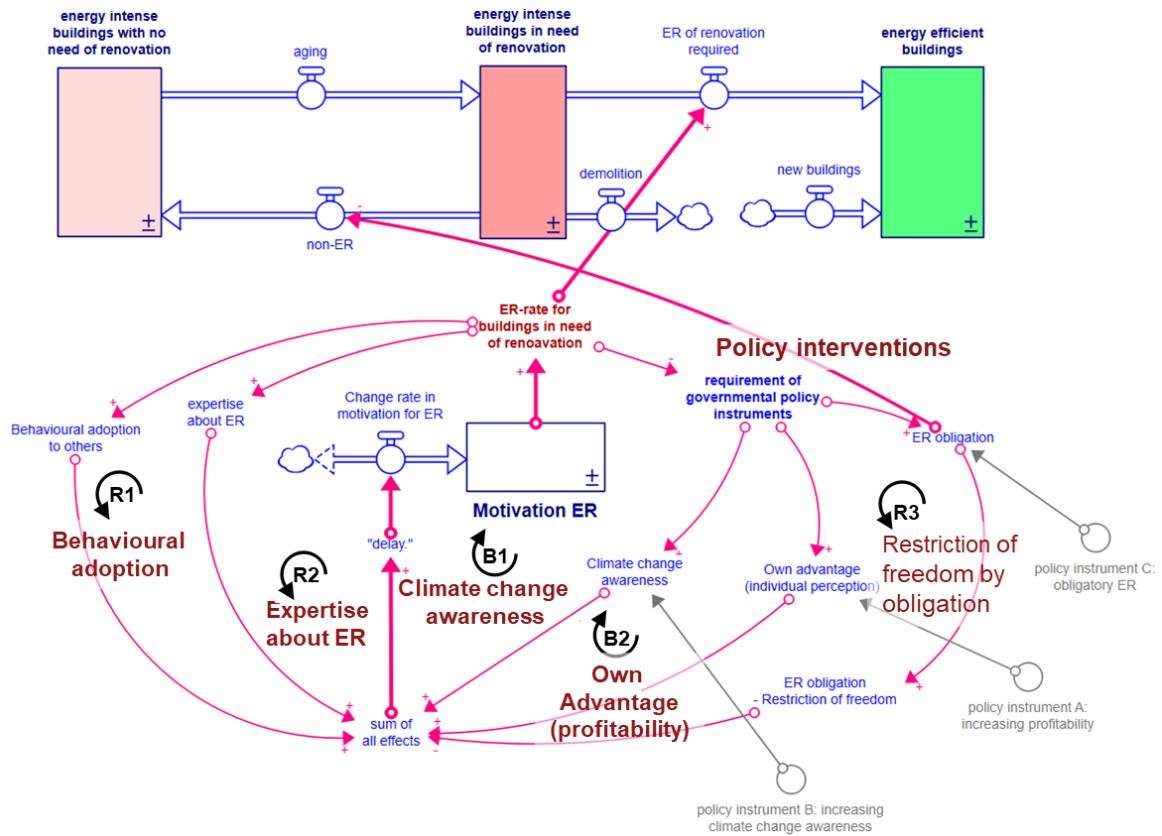 energy intense
buildings with no
need of renovation
energy intense
buildings in need
of renovation
ER of renovation
required
energy efficient
buildings
aging
±
±
±
+
non-ER
-
demolition
new buildings
ER-rate for
buildings in need
of renoavation
Policy interventions
-
requirement of
governmental policy
instruments
+
+
expertise
about ER
Behavioural adoption
to others
Change rate in
motivation for ER
+
±
Motivation ER
+
ER obligation
R1
Behavioural
adoption
R2
Expertise
about ER
"delay."
+
B1
Climate change
awareness
Climate change
awareness
+
+
Own advantage
(individual perception)
R3
Restriction of
freedom by
obligation
policy instrument C:
obligatory ER
B2
Own
Advantage
(profitability)
ER obligation
- Restriction of freedom
+
policy instrument A:
increasing profitability
sum of
all effects
+
+
+
+
+
-
policy instrument B: increasing
climate change awareness